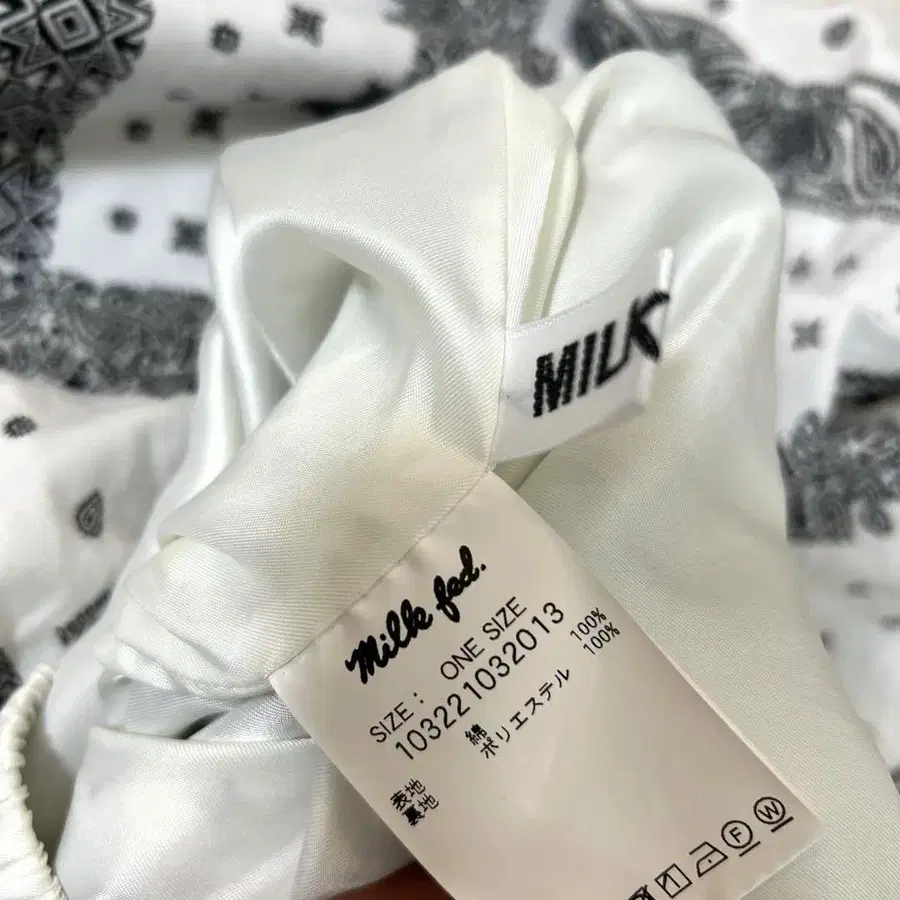 MILK
Milk fed.
SIZE : ONE SIZE
103221032013
表地 綿 100%
裏地 ポリエステル 100%
F W